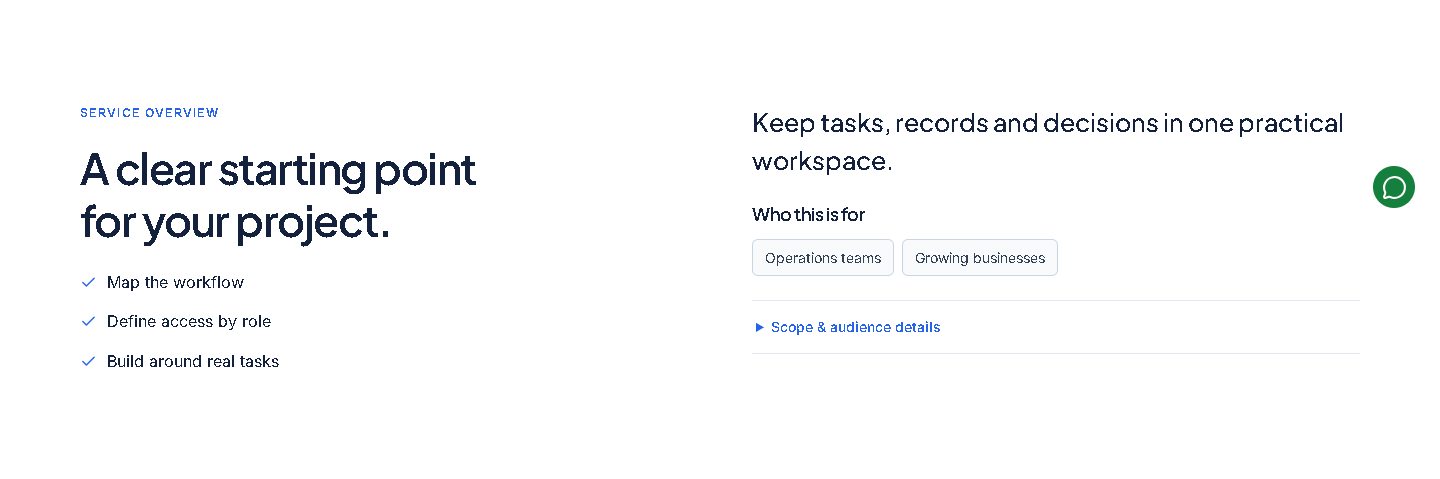 SERVICE OVERVIEW
A clear starting point
for your project.
Map the workflow
Define access by role
Build around real tasks
Keep tasks, records and decisions in one practical
workspace.
Who this is for
Operations teams
Growing businesses
Scope & audience details